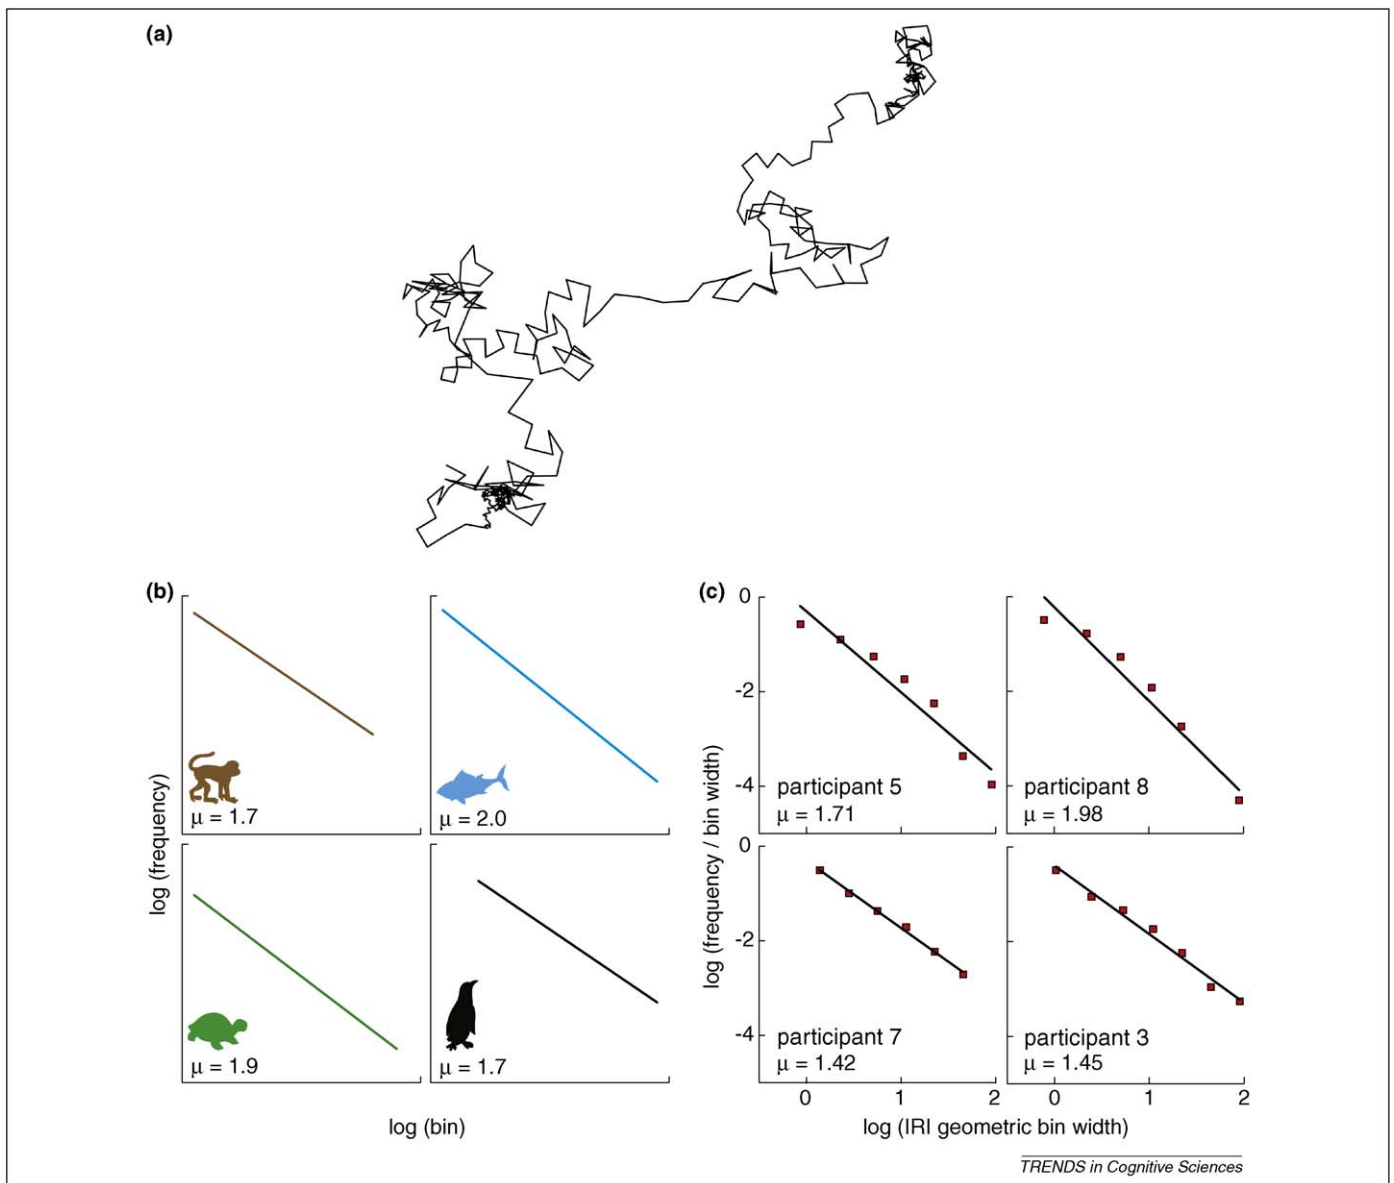 (a)
(b)
log (frequency)
μ = 1.7
μ = 2.0
μ = 1.9
μ = 1.7
log (bin)
(c)
log (frequency / bin width)
0
-2
-4
participant 5
μ = 1.71
participant 8
μ = 1.98
0
-2
-4
participant 7
μ = 1.42
participant 3
μ = 1.45
0 1 2 0 1 2
log (IRI geometric bin width)
TRENDS in Cognitive Sciences